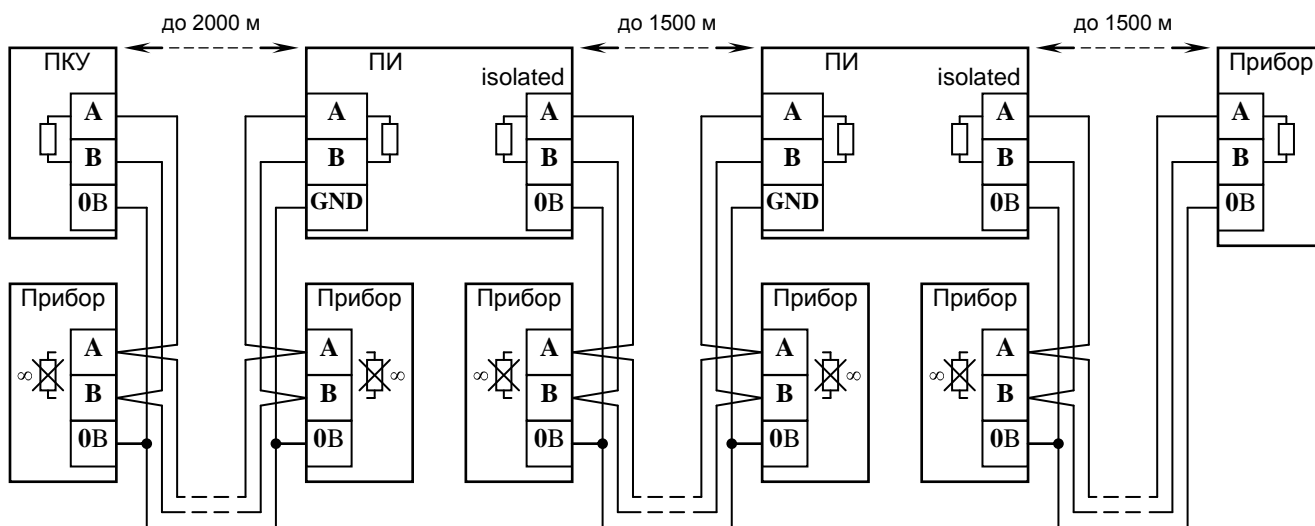 до 2000 м
до 1500 м
до 1500 м
ПКУ
A
B
0В
ПИ
A
B
GND
isolated
A
B
0В
ПИ
A
B
GND
isolated
A
B
0В
Прибор
A
B
0В
Прибор
∞
A
B
0В
Прибор
A
B
0В
∞
Прибор
∞
A
B
0В
Прибор
A
B
0В
∞
Прибор
∞
A
B
0В